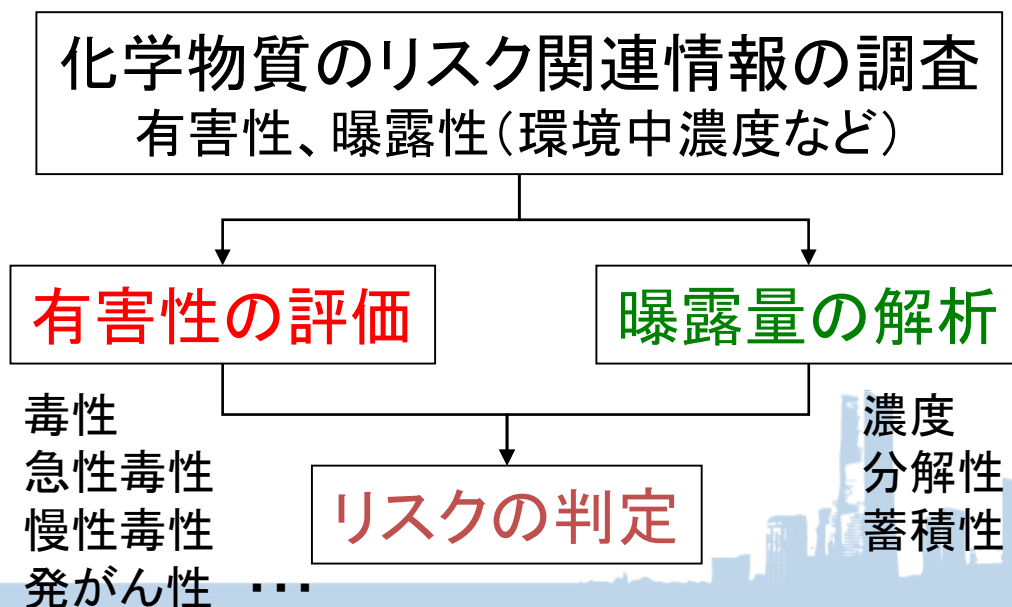 化学物質のリスク関連情報の調査
有害性、曝露性（環境中濃度など）
有害性の評価
曝露量の解析
毒性
急性毒性
慢性毒性
発がん性　・・・
濃度
分解性
蓄積性
リスクの判定